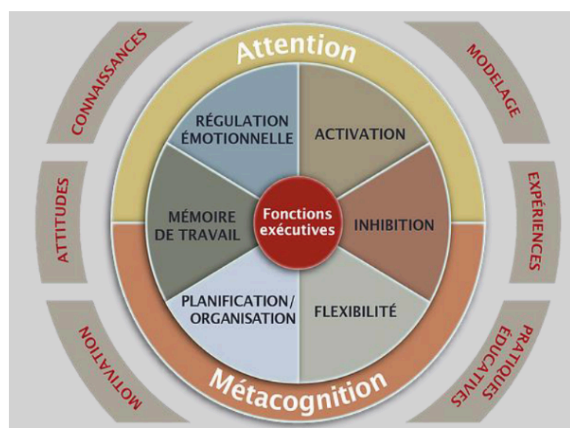 CONNAISSANCES
Attention
MODELAGE
RÉGULATION
ÉMOTIONNELLE
ACTIVATION
ATTITUDES
MÉMOIRE
DE TRAVAIL
Fonctions
exécutives
INHIBITION
EXPÉRIENCES
PLANIFICATION/
ORGANISATION
FLEXIBILITÉ
MOTIVATION
Métacognition
PRATIQUES
ÉDUCATIVES